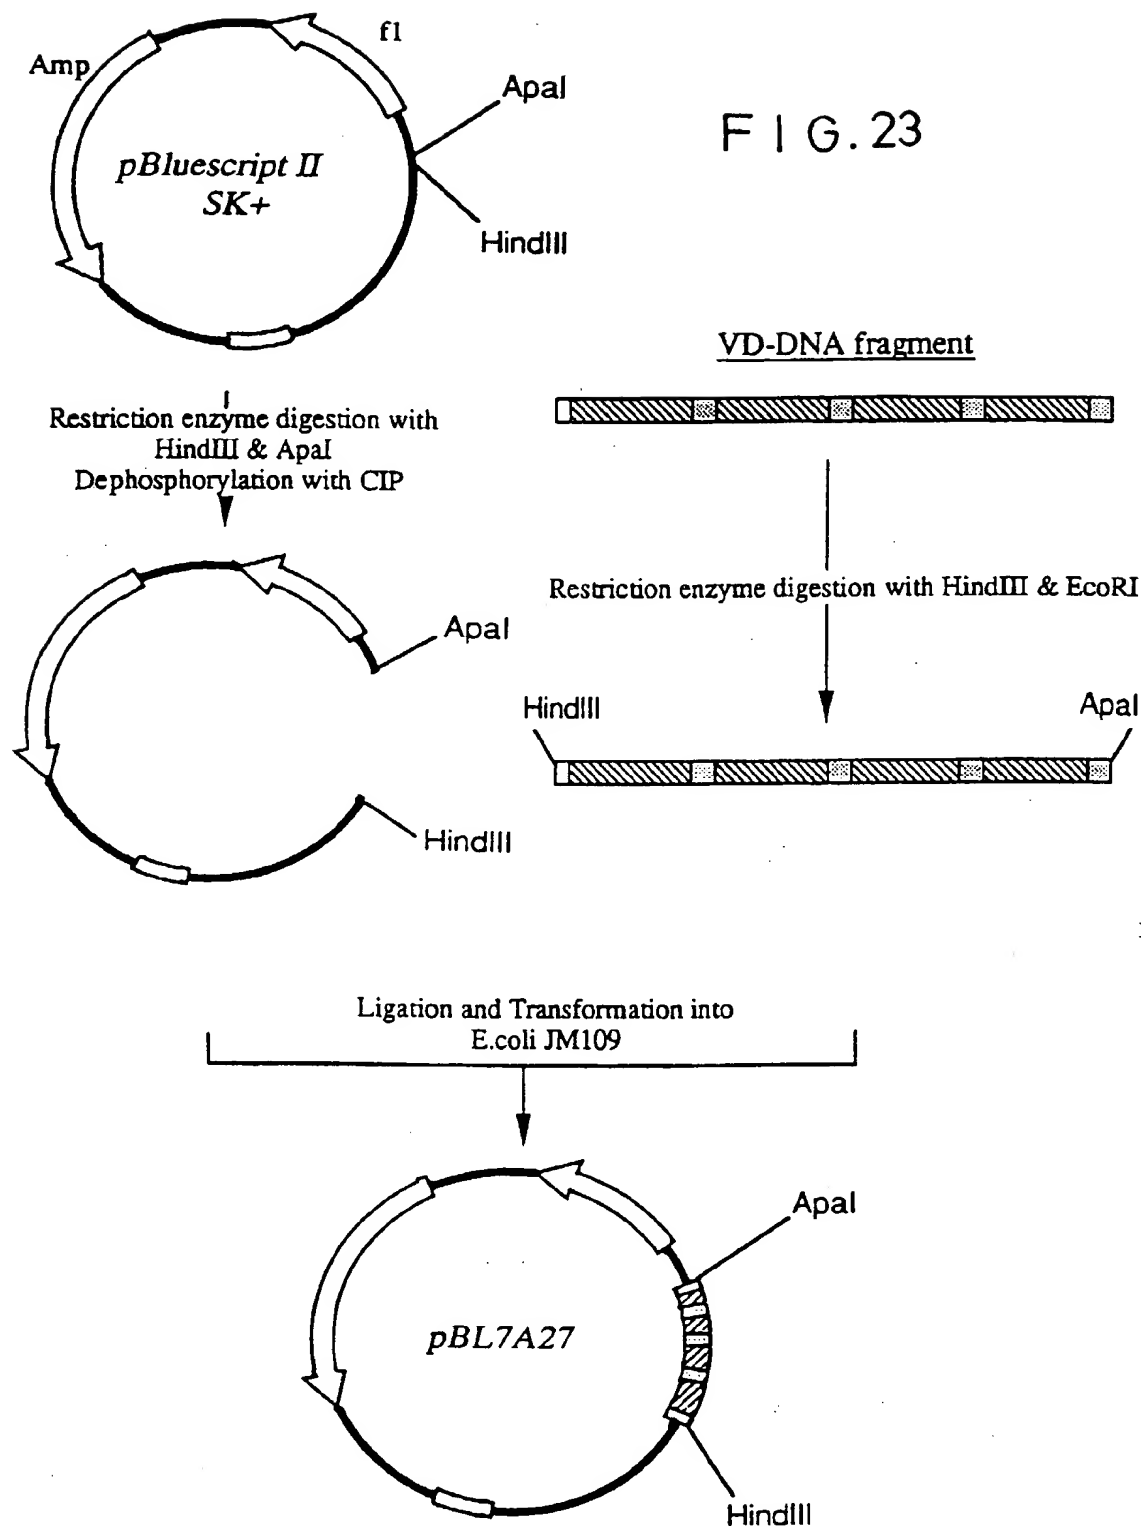 f1
Amp
ApaI
FIG.23
pBluescript II
SK+
HindIII
VD-DNA fragment
Restriction enzyme digestion with
HindIII & ApaI
Dephosphorylation with CIP
Restriction enzyme digestion with HindIII & EcoRI
ApaI
HindIII
ApaI
HindIII
Ligation and Transformation into
E.coli JM109
ApaI
pBL7A27
HindIII